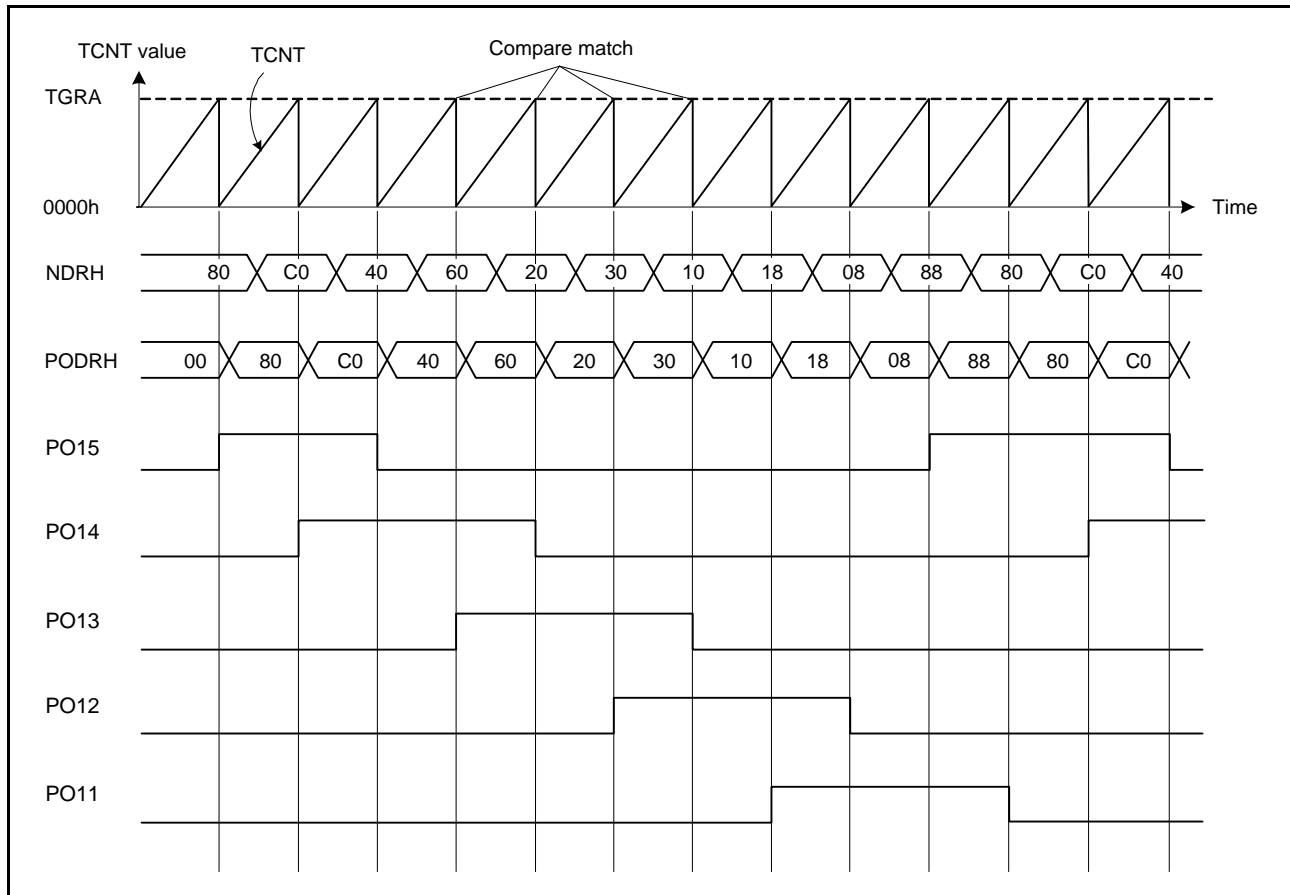 TCNT value
TCNT
Compare match
TGRA
0000h
Time
NDRH 80 C0 40 60 20 30 10 18 08 88 80 C0 40
PODRH 00 80 C0 40 60 20 30 10 18 08 88 80 C0
PO15
PO14
PO13
PO12
PO11